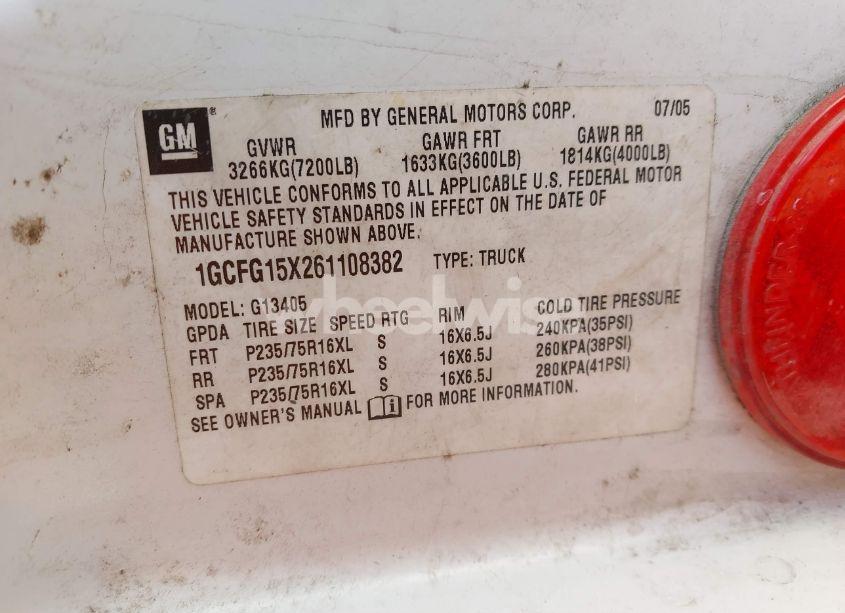 GM®
MFD BY GENERAL MOTORS CORP. 07/05
GVWR GAWR FRT GAWR RR
3266KG(7200LB) 1633KG(3600LB) 1814KG(4000LB)
THIS VEHICLE CONFORMS TO ALL APPLICABLE U.S. FEDERAL MOTOR
VEHICLE SAFETY STANDARDS IN EFFECT ON THE DATE OF
MANUFACTURE SHOWN ABOVE.
1GCFG15X261108382 TYPE: TRUCK
MODEL: G13405
GPDA TIRE SIZE SPEED RTG RIM COLD TIRE PRESSURE
FRT P235/75R16XL S 16X6.5J 240KPA(35PSI)
RR P235/75R16XL S 16X6.5J 260KPA(38PSI)
SPA P235/75R16XL S 16X6.5J 280KPA(41PSI)
SEE OWNER'S MANUAL i FOR MORE INFORMATION.
wheelwis